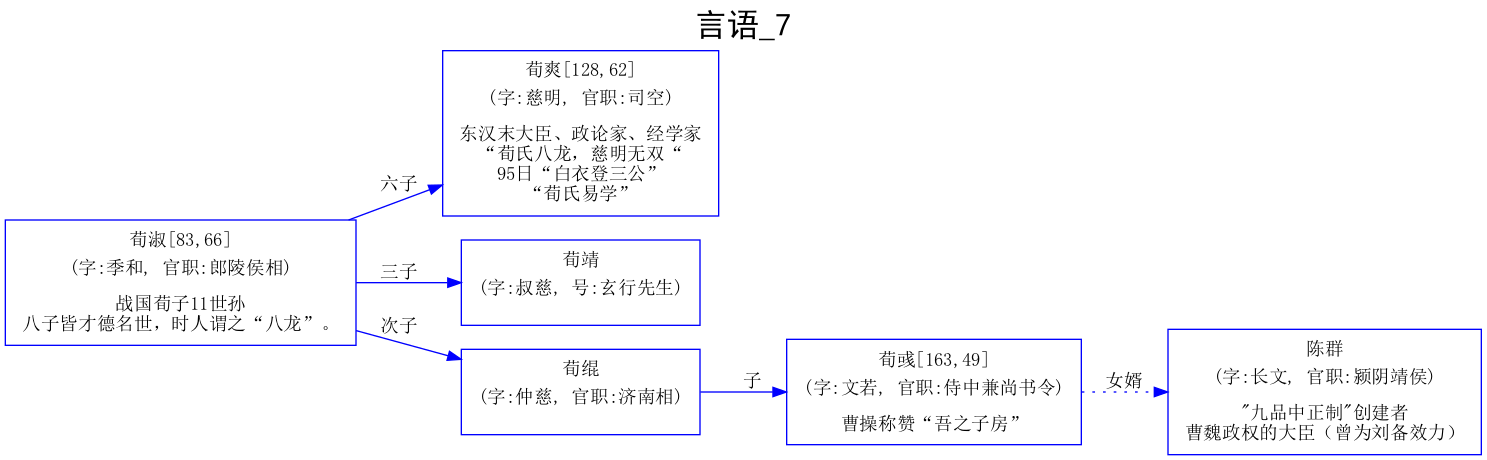 言语_7
荀爽[128,62]
(字:慈明, 官职:司空)
东汉末大臣、政论家、经学家
“荀氏八龙，慈明无双“
95日“白衣登三公”
“荀氏易学”
六子
荀淑[83,66]
(字:季和, 官职:郎陵侯相)
战国荀子11世孙
八子皆才德名世，时人谓之“八龙”。
三子
荀靖
(字:叔慈, 号:玄行先生)
次子
荀绲
(字:仲慈, 官职:济南相)
子
荀彧[163,49]
(字:文若, 官职:侍中兼尚书令)
曹操称赞“吾之子房”
女婿
陈群
(字:长文, 官职:颍阴靖侯)
"九品中正制"创建者
曹魏政权的大臣（曾为刘备效力）